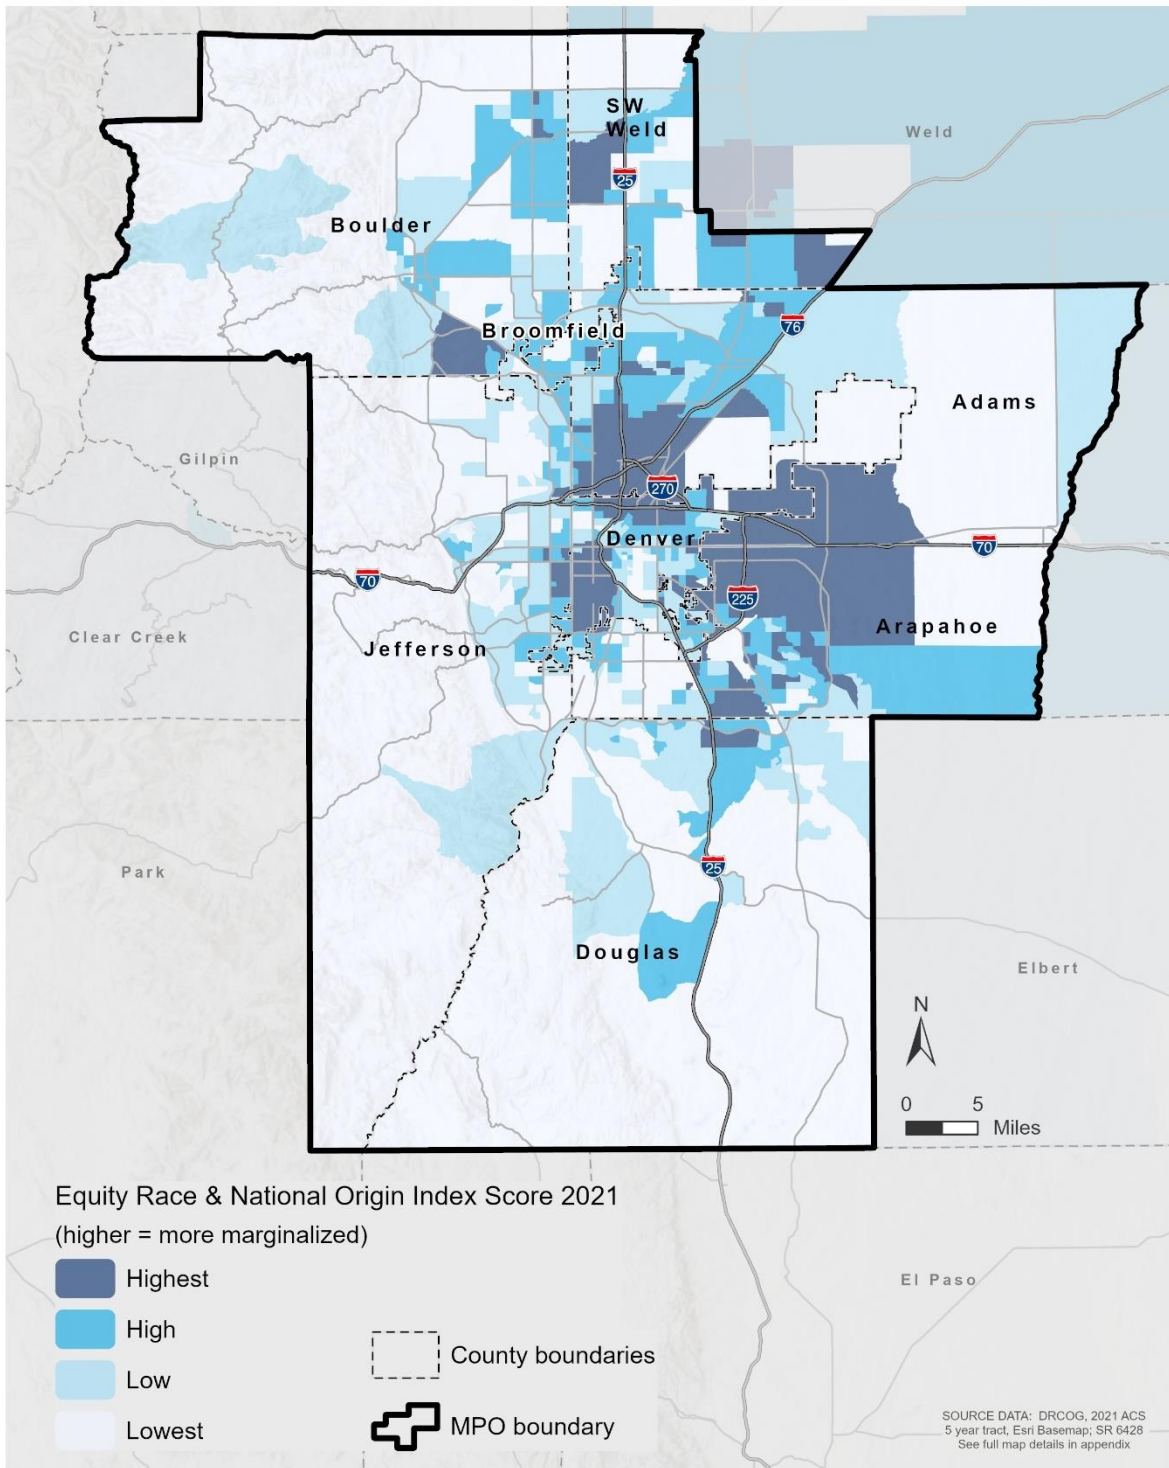 SW
Weld
Weld
25
Boulder
Broomfield
76
Adams
Gilpin
270
Denver
70
70
225
Clear Creek
Jefferson
Arapahoe
Park
25
Douglas
Elbert
N
0 5
Miles
Equity Race & National Origin Index Score 2021
(higher = more marginalized)
Highest
High
Low
Lowest
County boundaries
MPO boundary
El Paso
SOURCE DATA: DRCOG, 2021 ACS
5 year tract, Esri Basemap; SR 6428
See full map details in appendix